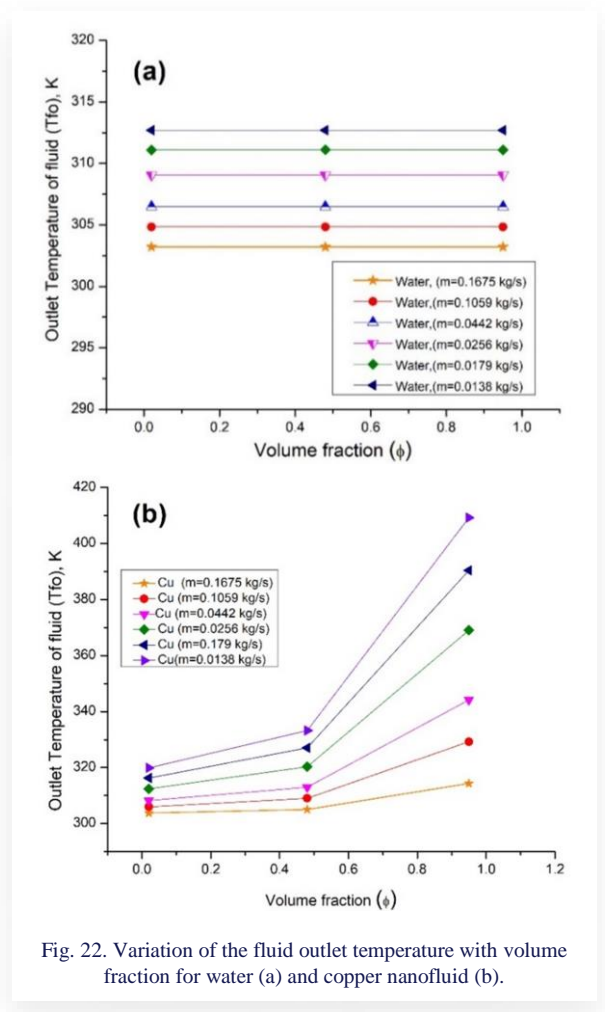 (a)
Outlet Temperature of fluid (Tfo), K
320
315
310
305
300
295
290
Water, (m=0.1675 kg/s)
Water, (m=0.1059 kg/s)
Water,(m=0.0442 kg/s)
Water,(m=0.0256 kg/s)
Water,(m=0.0179 kg/s)
Water,(m=0.0138 kg/s)
0.0 0.2 0.4 0.6 0.8 1.0
Volume fraction (ϕ)
(b)
Outlet Temperature of fluid (Tfo), K
420
400
380
360
340
320
300
Cu (m=0.1675 kg/s)
Cu (m=0.1059 kg/s)
Cu (m=0.0442 kg/s)
Cu (m=0.0256 kg/s)
Cu (m=0.179 kg/s)
Cu(m=0.0138 kg/s)
0.0 0.2 0.4 0.6 0.8 1.0 1.2
Volume fraction (ϕ)
Fig. 22. Variation of the fluid outlet temperature with volume
fraction for water (a) and copper nanofluid (b).